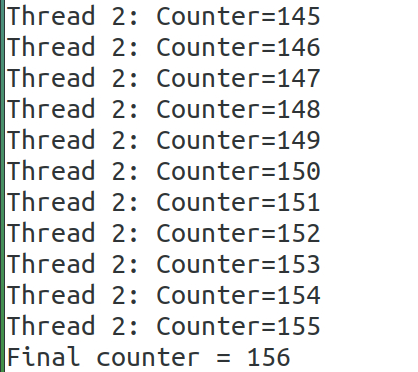 Thread 2: Counter=145
Thread 2: Counter=146
Thread 2: Counter=147
Thread 2: Counter=148
Thread 2: Counter=149
Thread 2: Counter=150
Thread 2: Counter=151
Thread 2: Counter=152
Thread 2: Counter=153
Thread 2: Counter=154
Thread 2: Counter=155
Final counter = 156